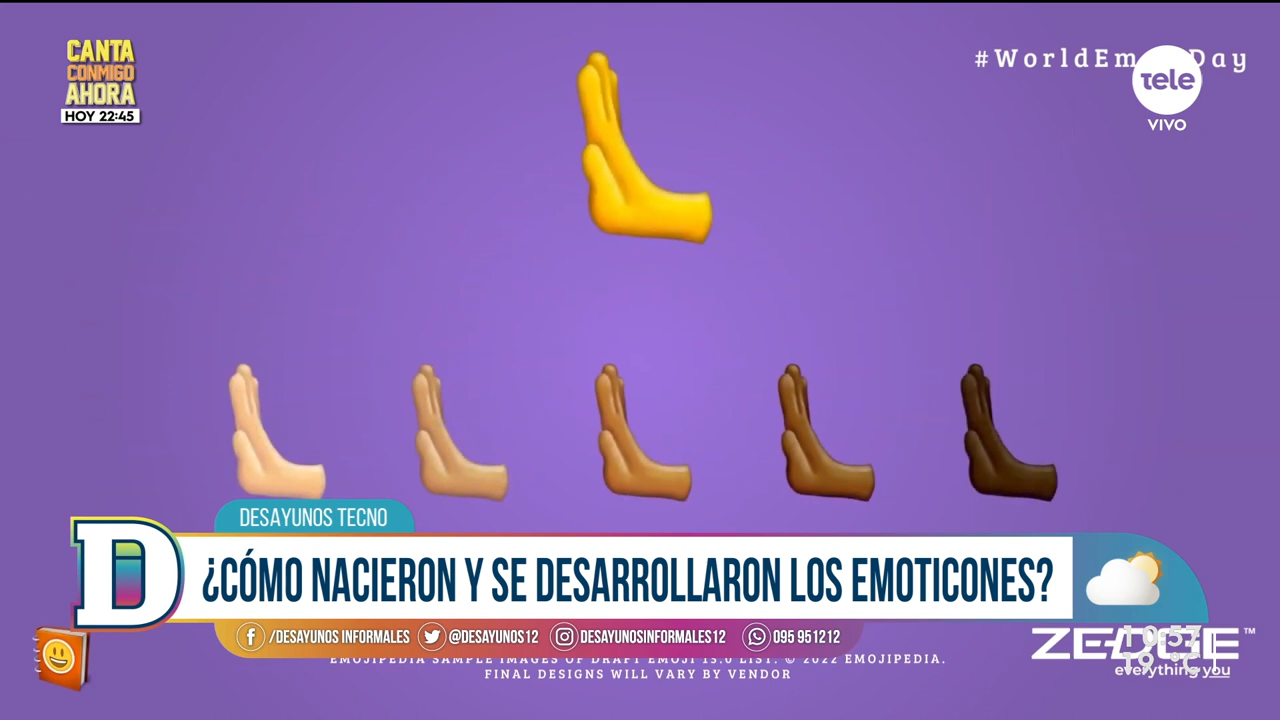 CANTA
CONMIGO
AHORA
HOY 22:45
#WorldEm Day
tele
VIVO
DESAYUNOS TECNO
D
¿CÓMO NACIERON Y SE DESARROLLARON LOS EMOTICONES?
/DESAYUNOS INFORMALES @DESAYUNOS12 DESAYUNOSINFORMALES12 095 951212
ZEDGE™
everything you
EMOJIPEDIA SAMPLE IMAGES OF DRAFT EMOJI 15.0 LIST. © 2022 EMOJIPEDIA.
FINAL DESIGNS WILL VARY BY VENDOR